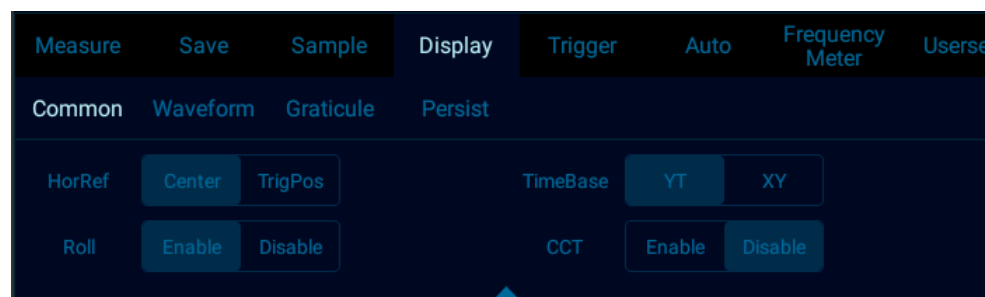 Measure Save Sample Display Trigger Auto Frequency Meter Userse
Common Waveform Graticule Persist
HorRef Center TrigPos TimeBase YT XY
Roll Enable Disable CCT Enable Disable